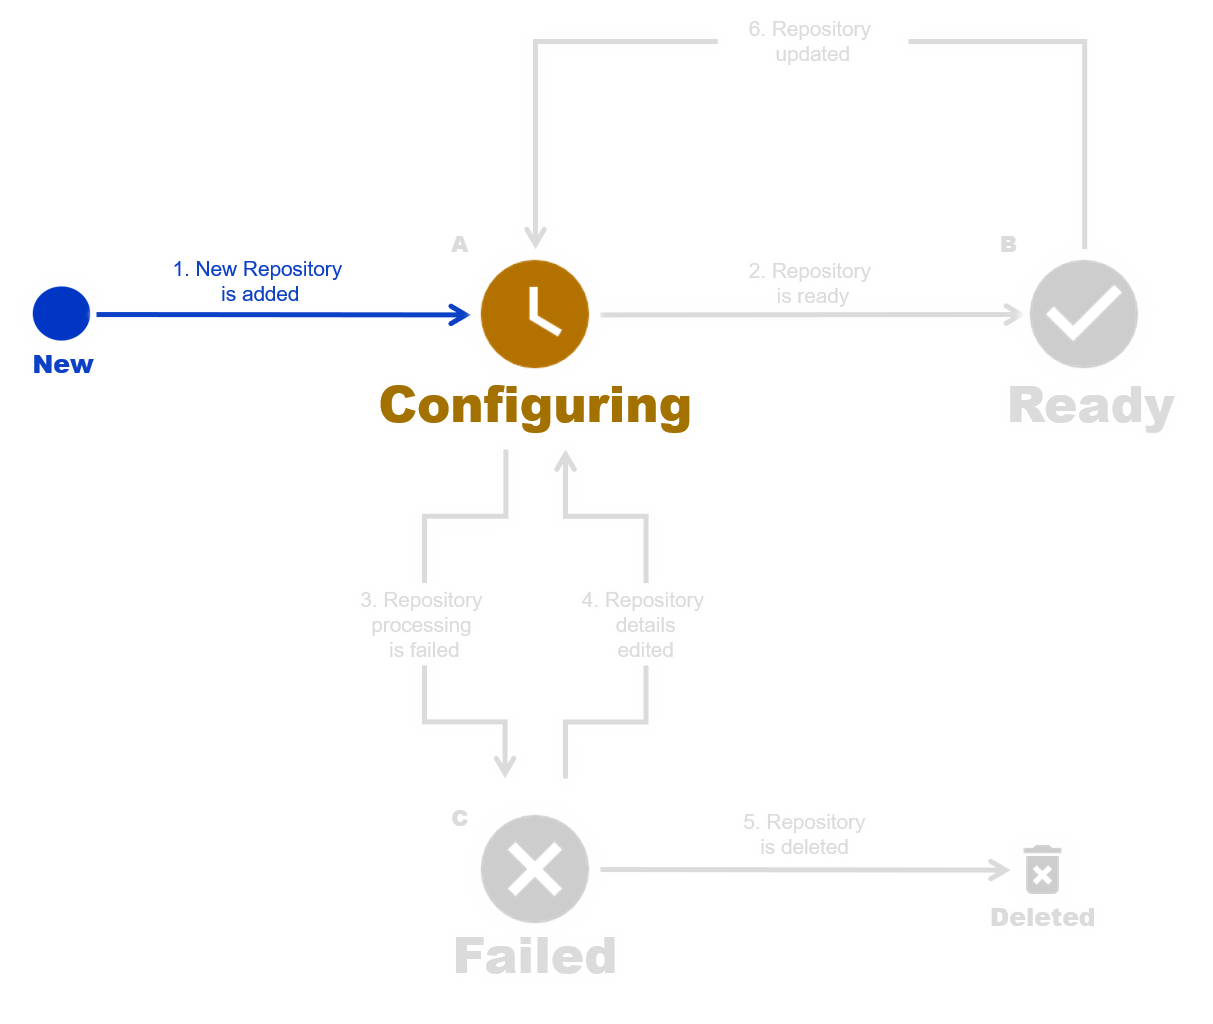 6. Repository
updated
A
B
1. New Repository
is added
2. Repository
is ready
New
Configuring
Ready
3. Repository
processing
is failed
4. Repository
details
edited
C
5. Repository
is deleted
Deleted
Failed